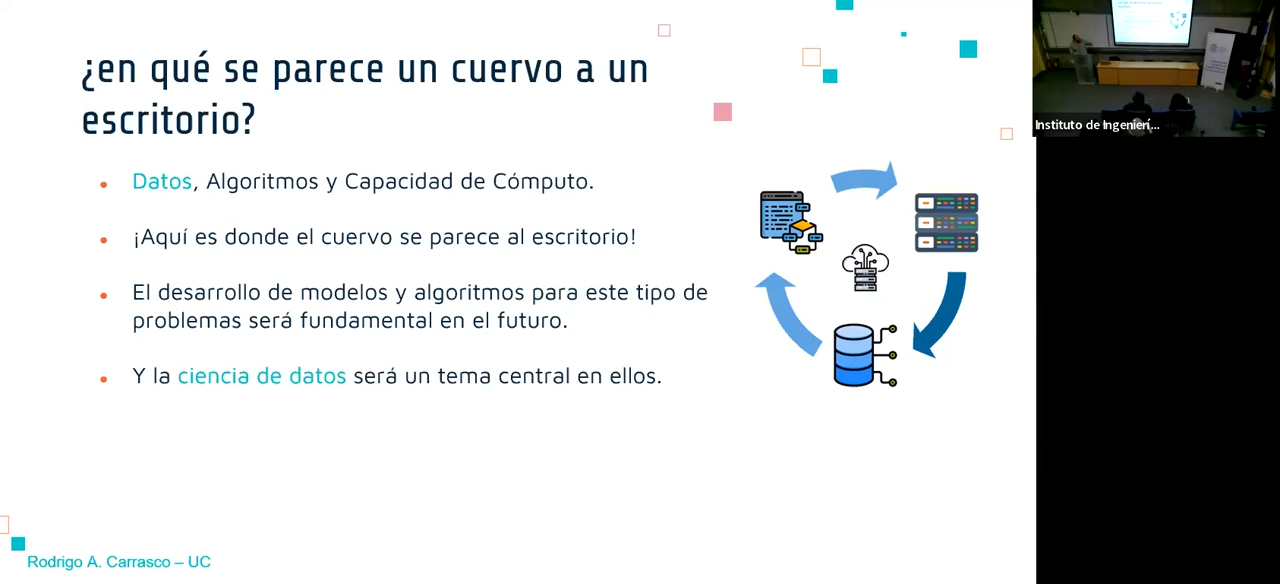 ¿en qué se parece un cuervo a un
escritorio?
Datos, Algoritmos y Capacidad de Cómputo.
¡Aquí es donde el cuervo se parece al escritorio!
El desarrollo de modelos y algoritmos para este tipo de
problemas será fundamental en el futuro.
Y la ciencia de datos será un tema central en ellos.
Rodrigo A. Carrasco – UC
Instituto de Ingenierí...